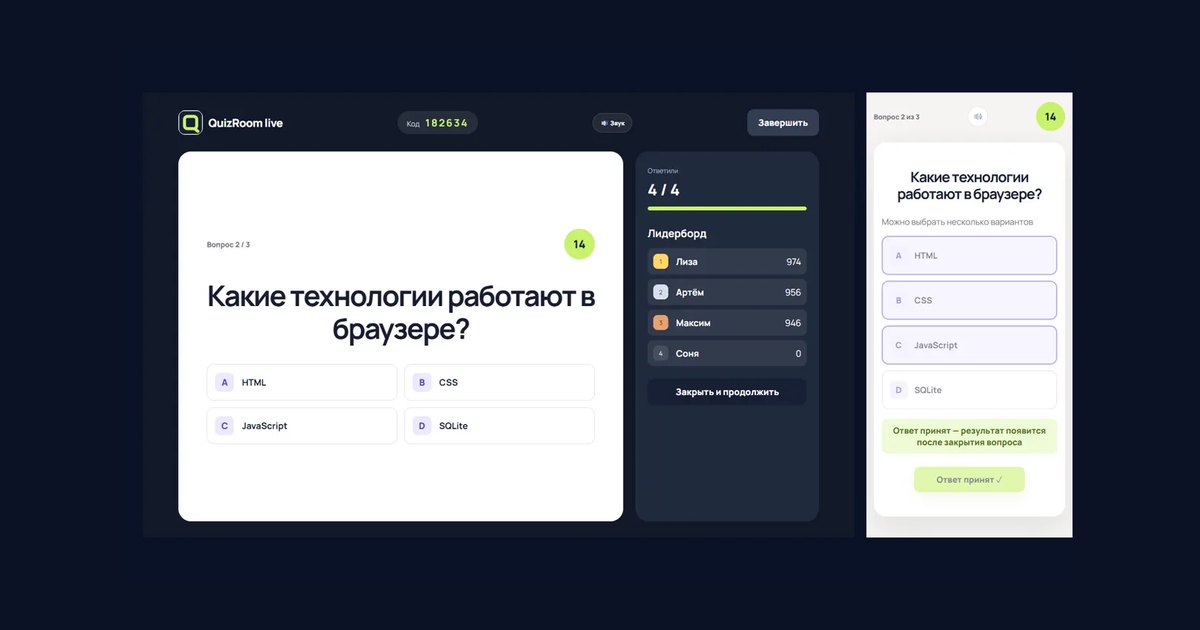 QuizRoom live
Код 182634
Звук
Завершить
Вопрос 2 / 3
14
Какие технологии работают в
браузере?
A HTML
B CSS
C JavaScript
D SQLite
Ответили
4 / 4
Лидерборд
1 Лиза 974
2 Артём 956
3 Максим 946
4 Соня 0
Закрыть и продолжить
Вопрос 2 из 3
14
Какие технологии
работают в браузере?
Можно выбрать несколько вариантов
A HTML
B CSS
C JavaScript
D SQLite
Ответ принят — результат появится
после закрытия вопроса
Ответ принят ✓